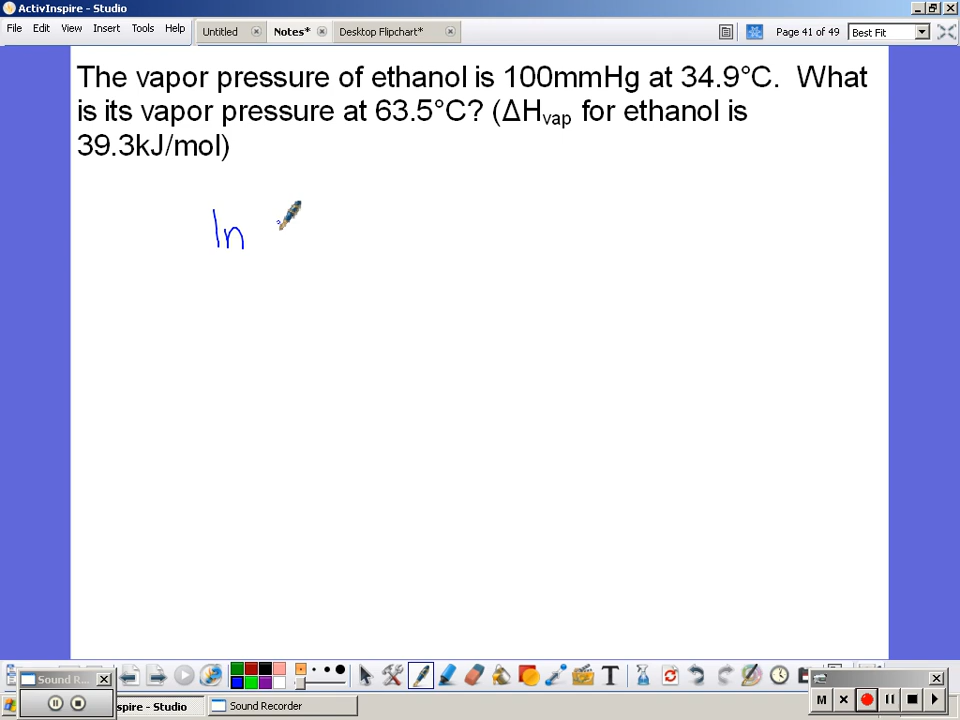 ActivInspire - Studio
File Edit View Insert Tools Help Untitled Notes* Desktop Flipchart* Page 41 of 49 Best Fit
The vapor pressure of ethanol is 100mmHg at 34.9°C. What
is its vapor pressure at 63.5°C? (ΔHvap for ethanol is
39.3kJ/mol)
ln
Sound R...
M
spire - Studio Sound Recorder